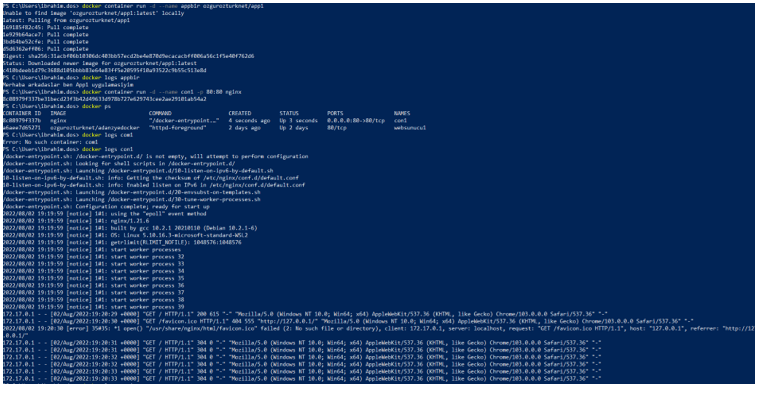 PS C:\Users\ibrahim.dos> docker container run -d --name appbir ozgurozturknet/app1
Unable to find image 'ozgurozturknet/app1:latest' locally
latest: Pulling from ozgurozturknet/app1
Pull complete
1e929b64ace7: Pull complete
3bd64be52cfe: Pull complete
d5d6362eff06: Pull complete
Digest:
Status: Downloaded newer image for ozgurozturknet/app1:latest
PS C:\Users\ibrahim.dos> docker logs appbir
Merhaba arkadaslar ben App1 uygulamasiyim
PS C:\Users\ibrahim.dos> docker container run -d --name con1 -p 80:80 nginx
PS C:\Users\ibrahim.dos> docker ps
CONTAINER ID IMAGE COMMAND CREATED STATUS PORTS NAMES
8c08979f337b nginx "/docker-entrypoint.…" 4 seconds ago Up 3 seconds 0.0.0.0:80->80/tcp con1
a6aee7d65271 ozgurozturknet/adanzyedocker "httpd-foreground" 2 days ago Up 2 days 80/tcp websunucu1
PS C:\Users\ibrahim.dos> docker logs com1
Error: No such container: com1
PS C:\Users\ibrahim.dos> docker logs con1
/docker-entrypoint.sh: /docker-entrypoint.d/ is not empty, will attempt to perform configuration
/docker-entrypoint.sh: Looking for shell scripts in /docker-entrypoint.d/
/docker-entrypoint.sh: Launching /docker-entrypoint.d/10-listen-on-ipv6-by-default.sh
10-listen-on-ipv6-by-default.sh: info: Getting the checksum of /etc/nginx/conf.d/default.conf
10-listen-on-ipv6-by-default.sh: info: Enabled listen on IPv6 in /etc/nginx/conf.d/default.conf
/docker-entrypoint.sh: Launching /docker-entrypoint.d/20-envsubst-on-templates.sh
/docker-entrypoint.sh: Launching /docker-entrypoint.d/30-tune-worker-processes.sh
/docker-entrypoint.sh: Configuration complete; ready for start up
2022/08/02 19:19:59 [notice] 1#1: using the "epoll" event method
2022/08/02 19:19:59 [notice] 1#1: nginx/1.21.6
2022/08/02 19:19:59 [notice] 1#1: built by gcc 10.2.1 20210110 (Debian 10.2.1-6)
2022/08/02 19:19:59 [notice] 1#1: OS: Linux 5.10.16.3-microsoft-standard-WSL2
2022/08/02 19:19:59 [notice] 1#1: getrlimit(RLIMIT_NOFILE): 1048576:1048576
2022/08/02 19:19:59 [notice] 1#1: start worker processes
2022/08/02 19:19:59 [notice] 1#1: start worker process 32
2022/08/02 19:19:59 [notice] 1#1: start worker process 33
2022/08/02 19:19:59 [notice] 1#1: start worker process 34
2022/08/02 19:19:59 [notice] 1#1: start worker process 35
2022/08/02 19:19:59 [notice] 1#1: start worker process 36
2022/08/02 19:19:59 [notice] 1#1: start worker process 37
2022/08/02 19:19:59 [notice] 1#1: start worker process 38
2022/08/02 19:19:59 [notice] 1#1: start worker process 39
172.17.0.1 - - [02/Aug/2022:19:20:29 +0000] "GET / HTTP/1.1" 200 615 "-" "Mozilla/5.0 (Windows NT 10.0; Win64; x64) AppleWebKit/537.36 (KHTML, like Gecko) Chrome/103.0.0.0 Safari/537.36" "-"
172.17.0.1 - - [02/Aug/2022:19:20:30 +0000] "GET /favicon.ico HTTP/1.1" 404 555 "http://127.0.0.1/" "Mozilla/5.0 (Windows NT 10.0; Win64; x64) AppleWebKit/537.36 (KHTML, like Gecko) Chrome/103.0.0.0 Safari/537.36" "-"
2022/08/02 19:20:30 [error] 35#35: *1 open() "/usr/share/nginx/html/favicon.ico" failed (2: No such file or directory), client: 172.17.0.1, server: localhost, request: "GET /favicon.ico HTTP/1.1", host: "127.0.0.1", referrer: "http://127
.0.0.1/"
172.17.0.1 - - [02/Aug/2022:19:20:31 +0000] "GET / HTTP/1.1" 304 0 "-" "Mozilla/5.0 (Windows NT 10.0; Win64; x64) AppleWebKit/537.36 (KHTML, like Gecko) Chrome/103.0.0.0 Safari/537.36" "-"
172.17.0.1 - - [02/Aug/2022:19:20:31 +0000] "GET / HTTP/1.1" 304 0 "-" "Mozilla/5.0 (Windows NT 10.0; Win64; x64) AppleWebKit/537.36 (KHTML, like Gecko) Chrome/103.0.0.0 Safari/537.36" "-"
172.17.0.1 - - [02/Aug/2022:19:20:32 +0000] "GET / HTTP/1.1" 304 0 "-" "Mozilla/5.0 (Windows NT 10.0; Win64; x64) AppleWebKit/537.36 (KHTML, like Gecko) Chrome/103.0.0.0 Safari/537.36" "-"
172.17.0.1 - - [02/Aug/2022:19:20:32 +0000] "GET / HTTP/1.1" 304 0 "-" "Mozilla/5.0 (Windows NT 10.0; Win64; x64) AppleWebKit/537.36 (KHTML, like Gecko) Chrome/103.0.0.0 Safari/537.36" "-"
172.17.0.1 - - [02/Aug/2022:19:20:33 +0000] "GET / HTTP/1.1" 304 0 "-" "Mozilla/5.0 (Windows NT 10.0; Win64; x64) AppleWebKit/537.36 (KHTML, like Gecko) Chrome/103.0.0.0 Safari/537.36" "-"
172.17.0.1 - - [02/Aug/2022:19:20:33 +0000] "GET / HTTP/1.1" 304 0 "-" "Mozilla/5.0 (Windows NT 10.0; Win64; x64) AppleWebKit/537.36 (KHTML, like Gecko) Chrome/103.0.0.0 Safari/537.36" "-"